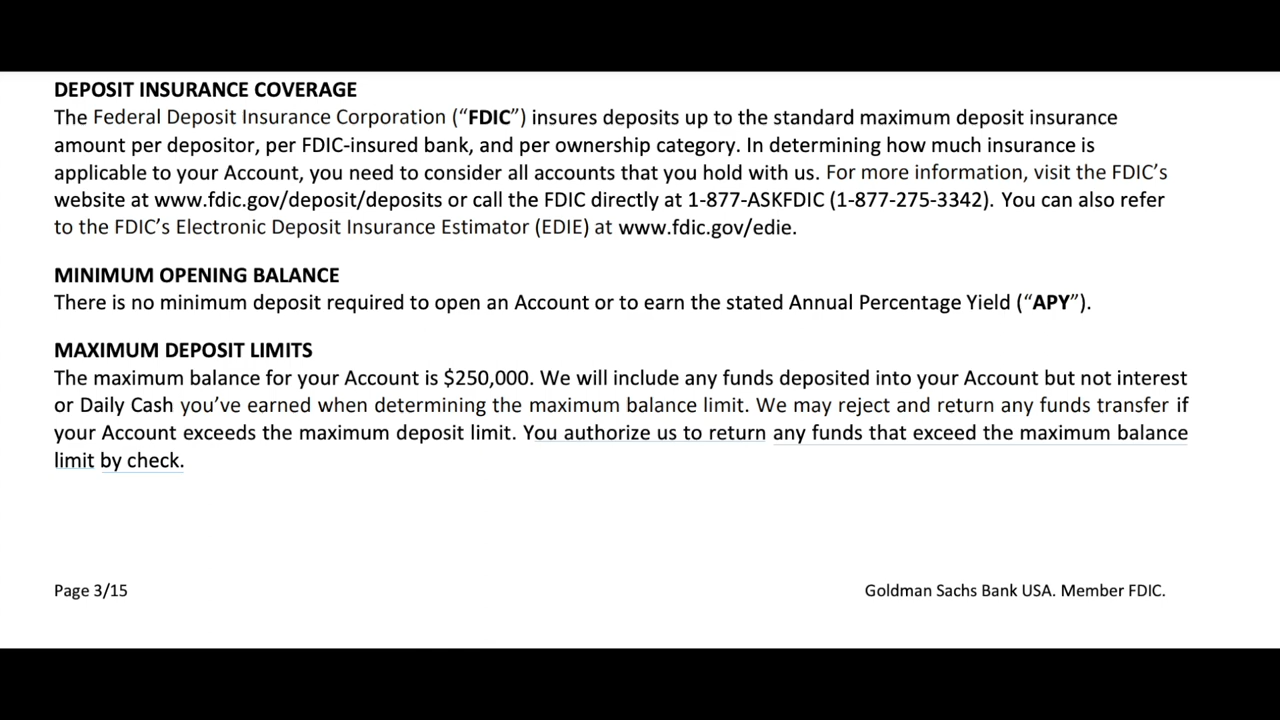 DEPOSIT INSURANCE COVERAGE
The Federal Deposit Insurance Corporation (“FDIC”) insures deposits up to the standard maximum deposit insurance
amount per depositor, per FDIC-insured bank, and per ownership category. In determining how much insurance is
applicable to your Account, you need to consider all accounts that you hold with us. For more information, visit the FDIC’s
website at www.fdic.gov/deposit/deposits or call the FDIC directly at 1-877-ASKFDIC (1-877-275-3342). You can also refer
to the FDIC’s Electronic Deposit Insurance Estimator (EDIE) at www.fdic.gov/edie.
MINIMUM OPENING BALANCE
There is no minimum deposit required to open an Account or to earn the stated Annual Percentage Yield (“APY”).
MAXIMUM DEPOSIT LIMITS
The maximum balance for your Account is $250,000. We will include any funds deposited into your Account but not interest
or Daily Cash you’ve earned when determining the maximum balance limit. We may reject and return any funds transfer if
your Account exceeds the maximum deposit limit. You authorize us to return any funds that exceed the maximum balance
limit by check.
Page 3/15
Goldman Sachs Bank USA. Member FDIC.